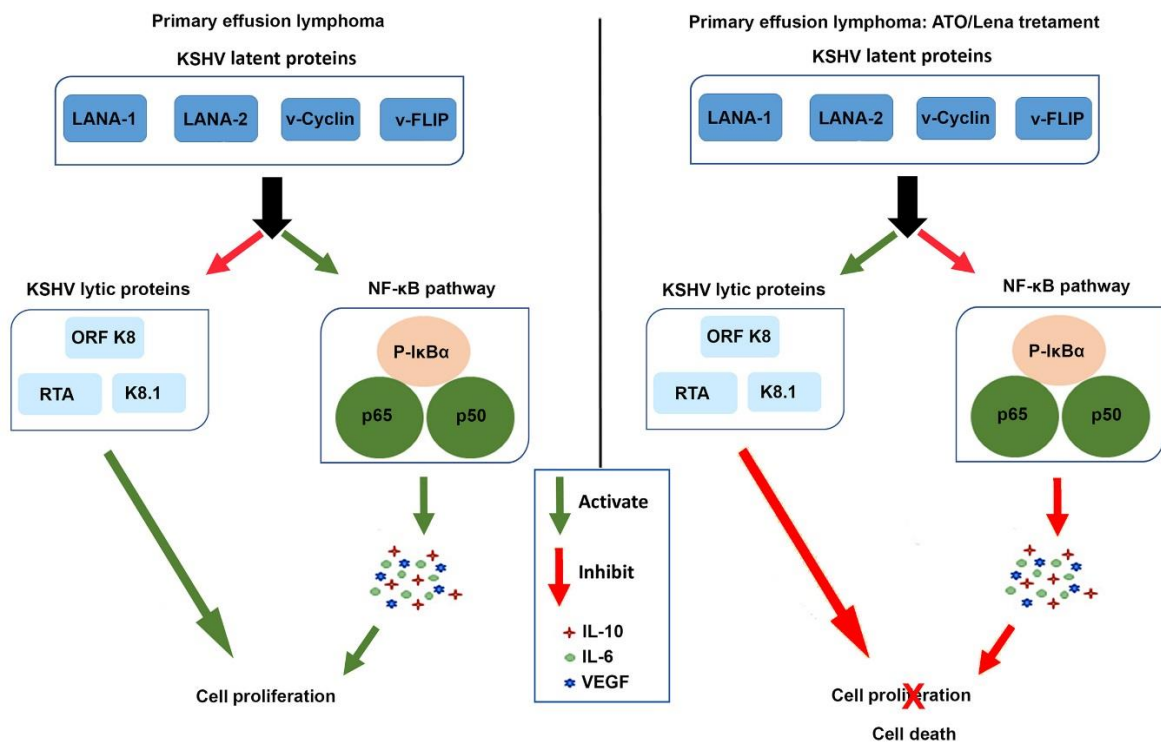 Primary effusion lymphoma
KSHV latent proteins
LANA-1
LANA-2
v-Cyclin
v-FLIP
KSHV lytic proteins
ORF K8
RTA
K8.1
NF-κB pathway
P-IκBα
p65
p50
Cell proliferation
Activate
Inhibit
IL-10
IL-6
VEGF
Primary effusion lymphoma: ATO/Lena tretament
KSHV latent proteins
LANA-1
LANA-2
v-Cyclin
v-FLIP
KSHV lytic proteins
ORF K8
RTA
K8.1
NF-κB pathway
P-IκBα
p65
p50
Cell proliferation
X
Cell death